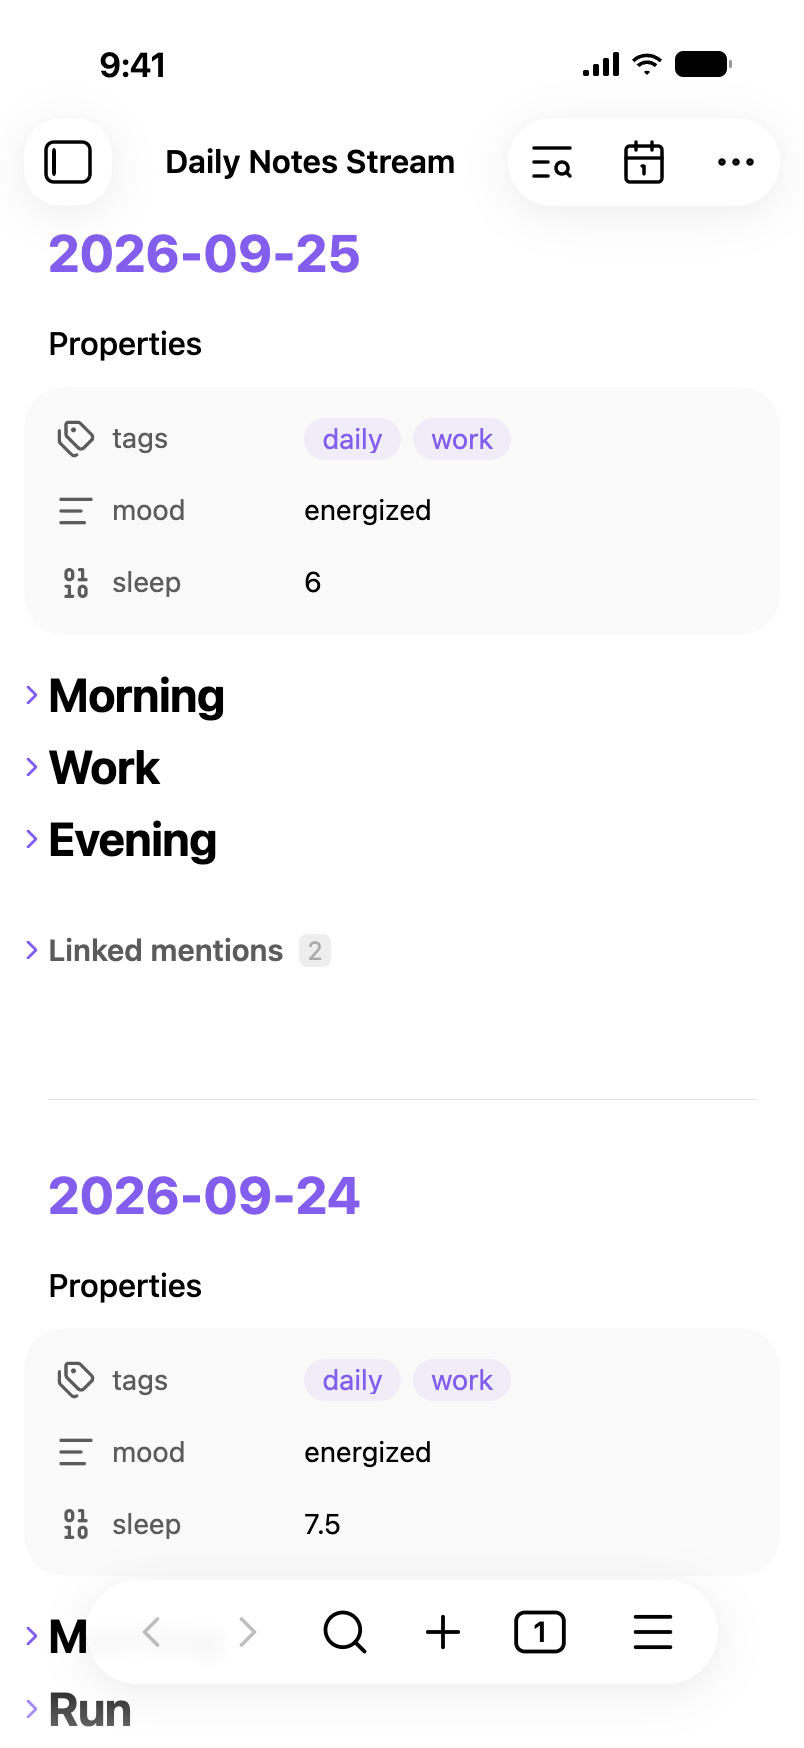 9:41
Daily Notes Stream
1
2026-09-25
Properties
tags daily work
mood energized
sleep 6
Morning
Work
Evening
Linked mentions 2
2026-09-24
Properties
tags daily work
mood energized
sleep 7.5
1
Run